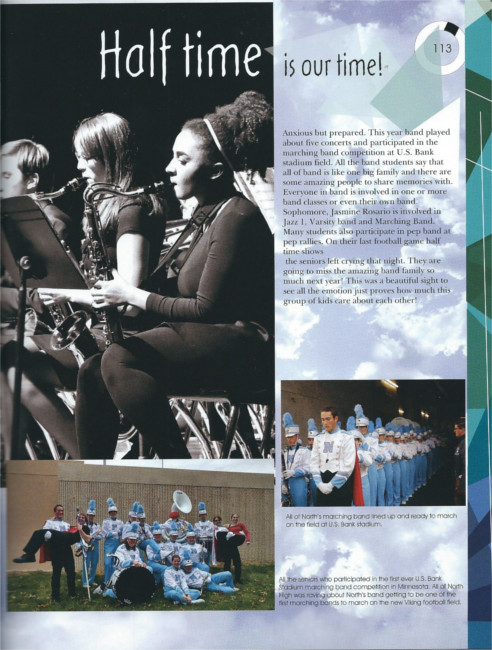 Half time is our time!
113
Anxious but prepared. This year band played
about five concerts and participated in the
marching band competition at U.S. Bank
stadium field. All the band students say that
all of band is like one big family and there are
some amazing people to share memories with.
Everyone in band is involved in one or more
band classes or even their own band.
Sophomore, Jasmine Rosario is involved in
Jazz 1, Varsity band and Marching Band.
Many students also participate in pep band at
pep rallies. On their last football game half
time shows
the seniors left crying that night. They are
going to miss the amazing band family so
much next year! This was a beautiful sight to
see all the emotion just proves how much this
group of kids care about each other!
All of North's marching band lined up and ready to march
on the field at U.S. Bank stadium.
All the seniors who participated in the first ever U.S. Bank
Stadium marching band competition in Minnesota. All of North
High was raving about North's band getting to be one of the
first marching bands to march on the new Viking football field.